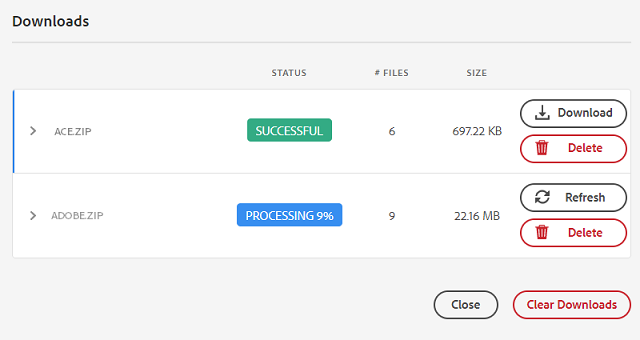 Downloads
STATUS # FILES SIZE
ACE.ZIP SUCCESSFUL 6 697.22 KB Download
Delete
ADOBE.ZIP PROCESSING 9% 9 22.16 MB Refresh
Delete
Close Clear Downloads